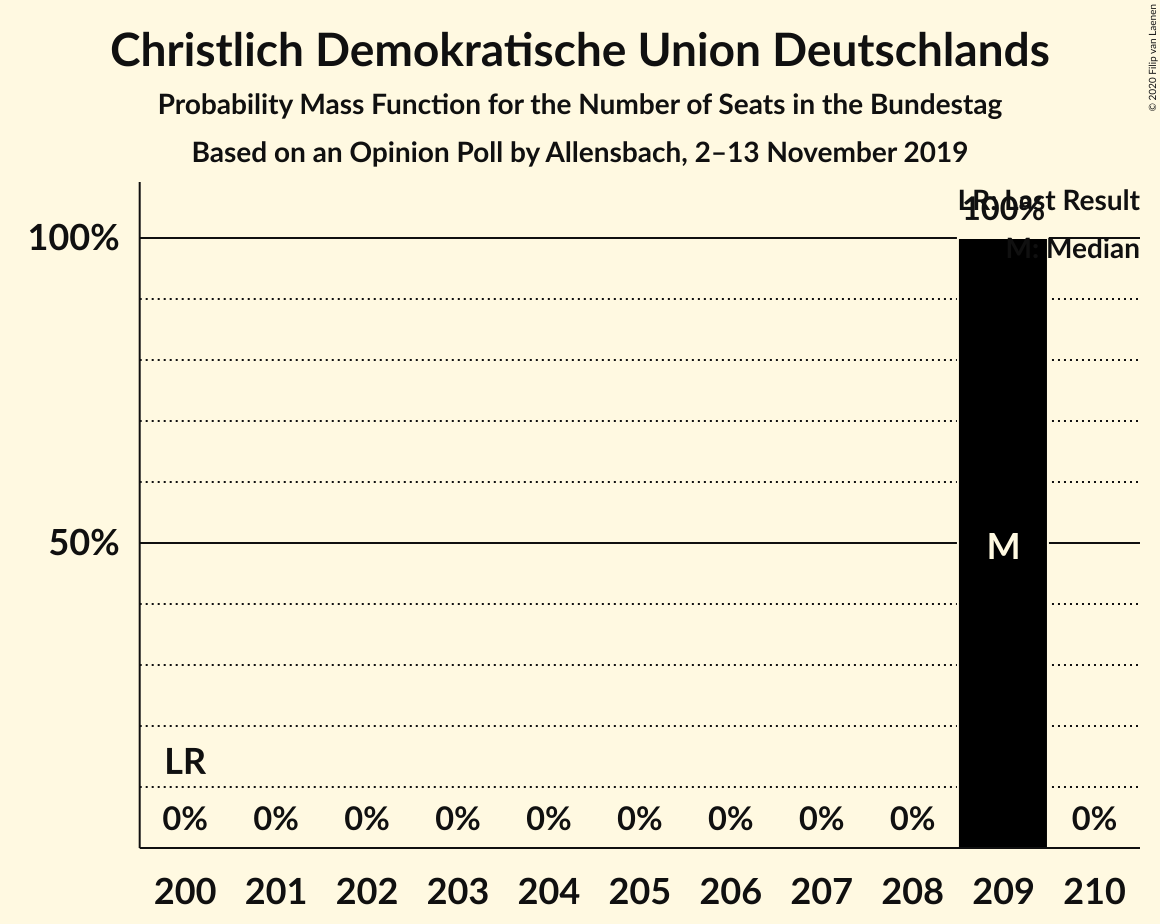 Christlich Demokratische Union Deutschlands
Probability Mass Function for the Number of Seats in the Bundestag
Based on an Opinion Poll by Allensbach, 2–13 November 2019
© 2020 Filip van Laenen
LR: Last Result
M: Median
100%
100%
50%
M
LR
0% 0% 0% 0% 0% 0% 0% 0% 0% 0%
200 201 202 203 204 205 206 207 208 209 210